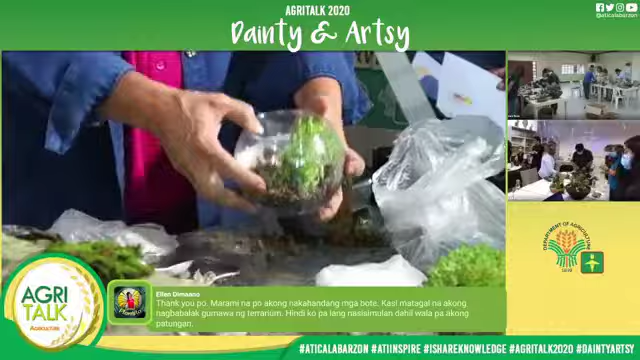 AGRITALK 2020
Dainty & Artsy
@aticalabarzon
DEPARTMENT OF AGRICULTURE
AGRI
TALK
Ellen Dimaano
Thank you po. Marami na po akong nakahandang mga bote. Kasi matagal na akong
nagbabalak gumawa ng terrarium. Hindi ko pa lang nasisimulan dahil wala pa akong
patungan.
#ATICALABARZON #ATIINSPIRE #ISHAREKNOWLEDGE #AGRITALK2020 #DAINTYARTSY